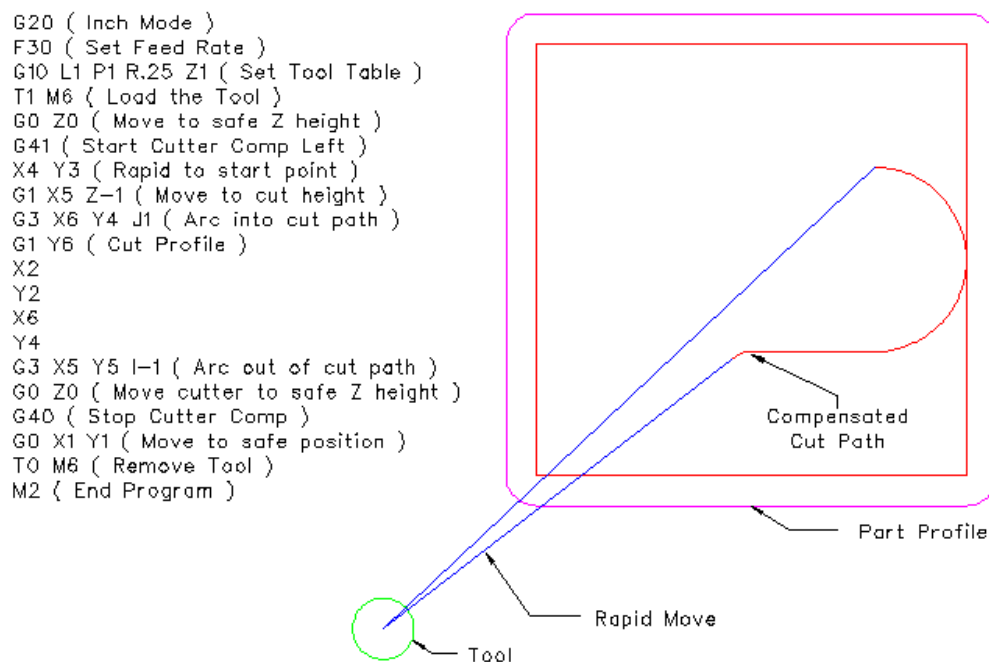 G20 ( Inch Mode )
F30 ( Set Feed Rate )
G10 L1 P1 R.25 Z1 ( Set Tool Table )
T1 M6 ( Load the Tool )
G0 Z0 ( Move to safe Z height )
G41 ( Start Cutter Comp Left )
X4 Y3 ( Rapid to start point )
G1 X5 Z-1 ( Move to cut height )
G3 X6 Y4 J1 ( Arc into cut path )
G1 Y6 ( Cut Profile )
X2
Y2
X6
Y4
G3 X5 Y5 I-1 ( Arc out of cut path )
G0 Z0 ( Move cutter to safe Z height )
G40 ( Stop Cutter Comp )
G0 X1 Y1 ( Move to safe position )
T0 M6 ( Remove Tool )
M2 ( End Program )
Compensated
Cut Path
Part Profile
Rapid Move
Tool